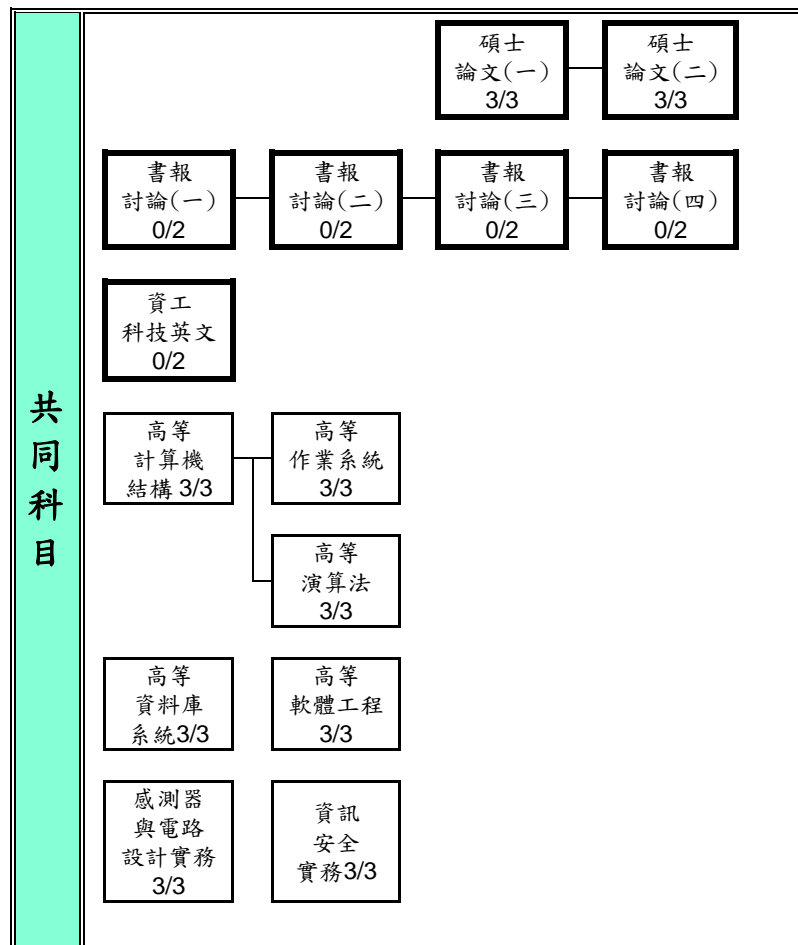 共
同
科
目
碩士
論文(一)
3/3
碩士
論文(二)
3/3
書報
討論(一)
0/2
書報
討論(二)
0/2
書報
討論(三)
0/2
書報
討論(四)
0/2
資工
科技英文
0/2
高等
計算機
結構 3/3
高等
作業系統
3/3
高等
演算法
3/3
高等
資料庫
系統3/3
高等
軟體工程
3/3
感測器
與電路
設計實務
3/3
資訊
安全
實務3/3